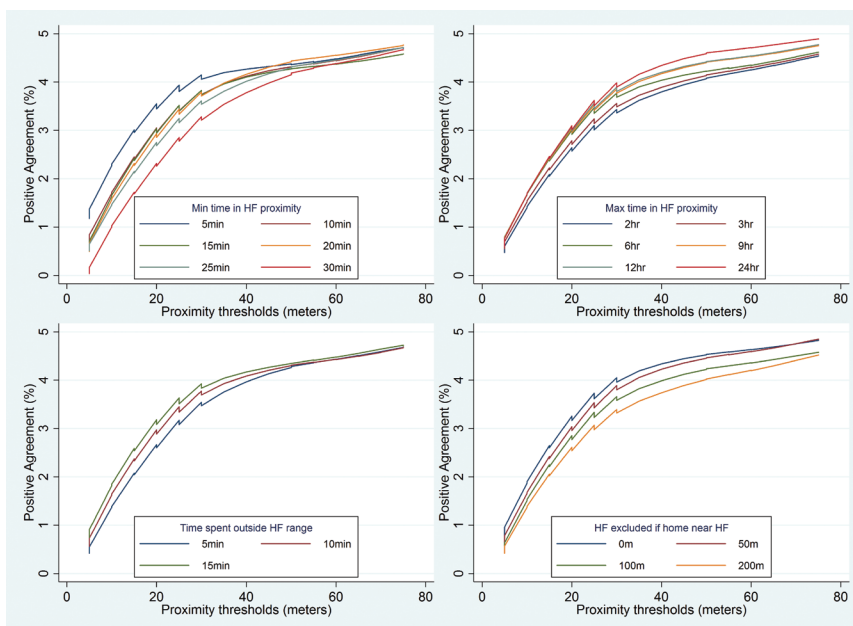 Positive Agreement (%)
5
4
3
2
1
0
Min time in HF proximity
5min 10min
15min 20min
25min 30min
0 20 40 60 80
Proximity thresholds (meters)
Positive Agreement (%)
5
4
3
2
1
0
Max time in HF proximity
2hr 3hr
6hr 9hr
12hr 24hr
0 20 40 60 80
Proximity thresholds (meters)
Positive Agreement (%)
5
4
3
2
1
0
Time spent outside HF range
5min 10min
15min
0 20 40 60 80
Proximity thresholds (meters)
Positive Agreement (%)
5
4
3
2
1
0
HF excluded if home near HF
0m 50m
100m 200m
0 20 40 60 80
Proximity thresholds (meters)